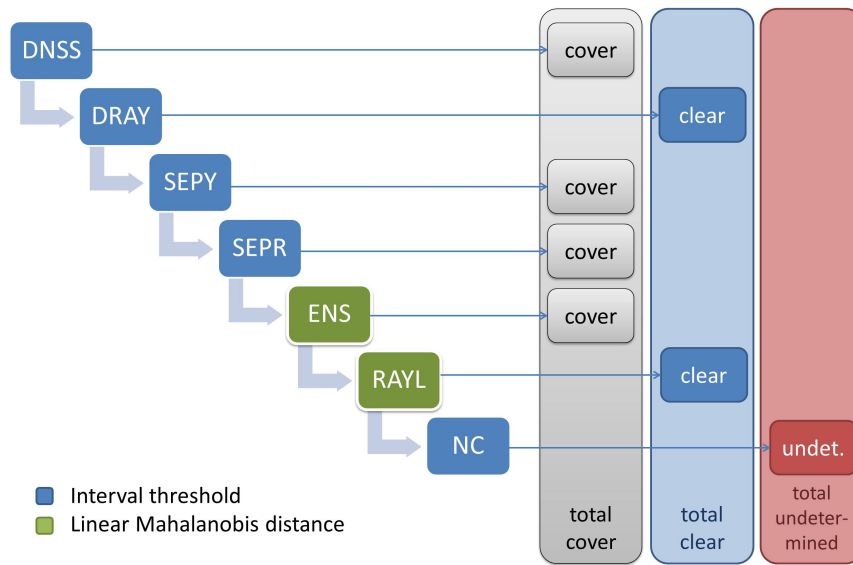 DNSS
cover
DRAY
clear
SEPY
cover
SEPR
cover
ENS
cover
RAYL
clear
NC
undet.
Interval threshold
Linear Mahalanobis distance
total
cover
total
clear
total
undeter-
mined